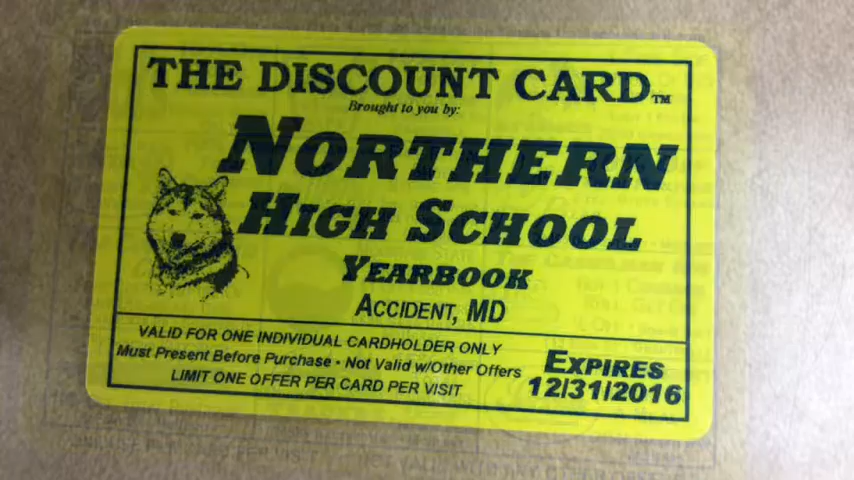 THE DISCOUNT CARD™
Brought to you by:
NORTHERN
HIGH SCHOOL
YEARBOOK
ACCIDENT, MD
VALID FOR ONE INDIVIDUAL CARDHOLDER ONLY
Must Present Before Purchase • Not Valid w/Other Offers
LIMIT ONE OFFER PER CARD PER VISIT
EXPIRES
12/31/2016